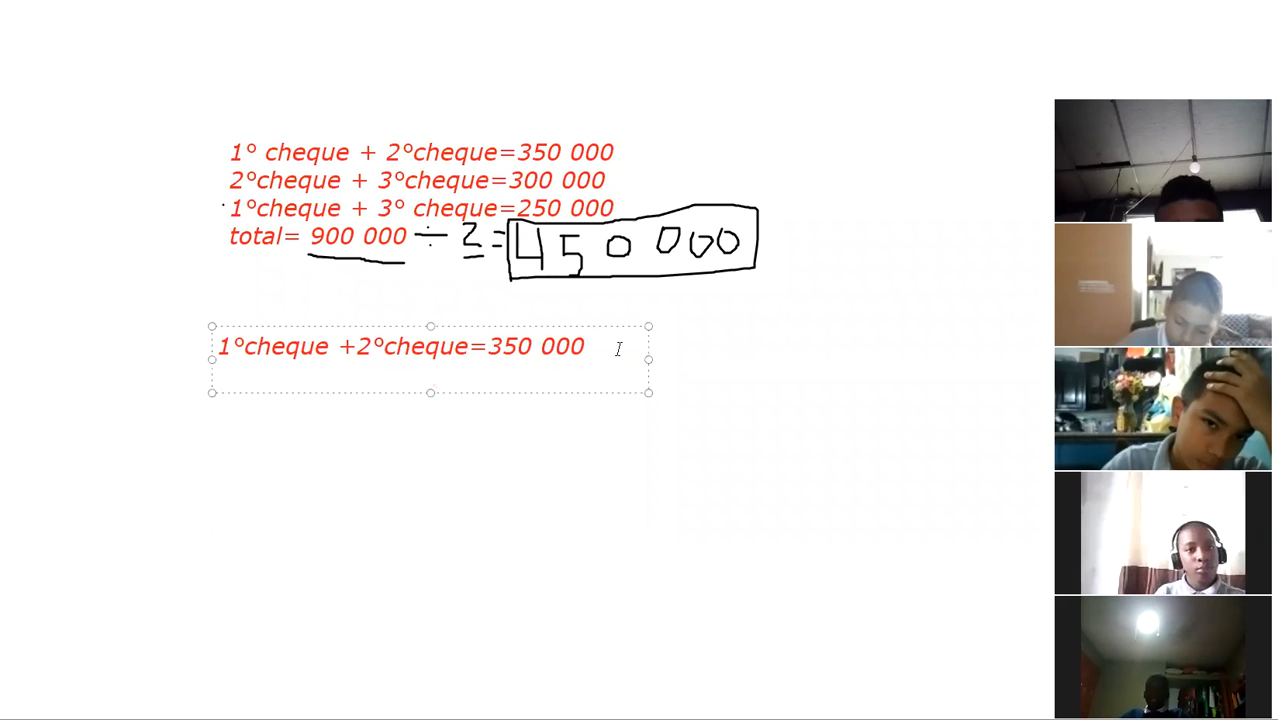 1° cheque + 2°cheque=350 000
2°cheque + 3°cheque=300 000
1°cheque + 3° cheque=250 000
total= 900 000 ÷ 2 = 450 000
1°cheque +2°cheque=350 000